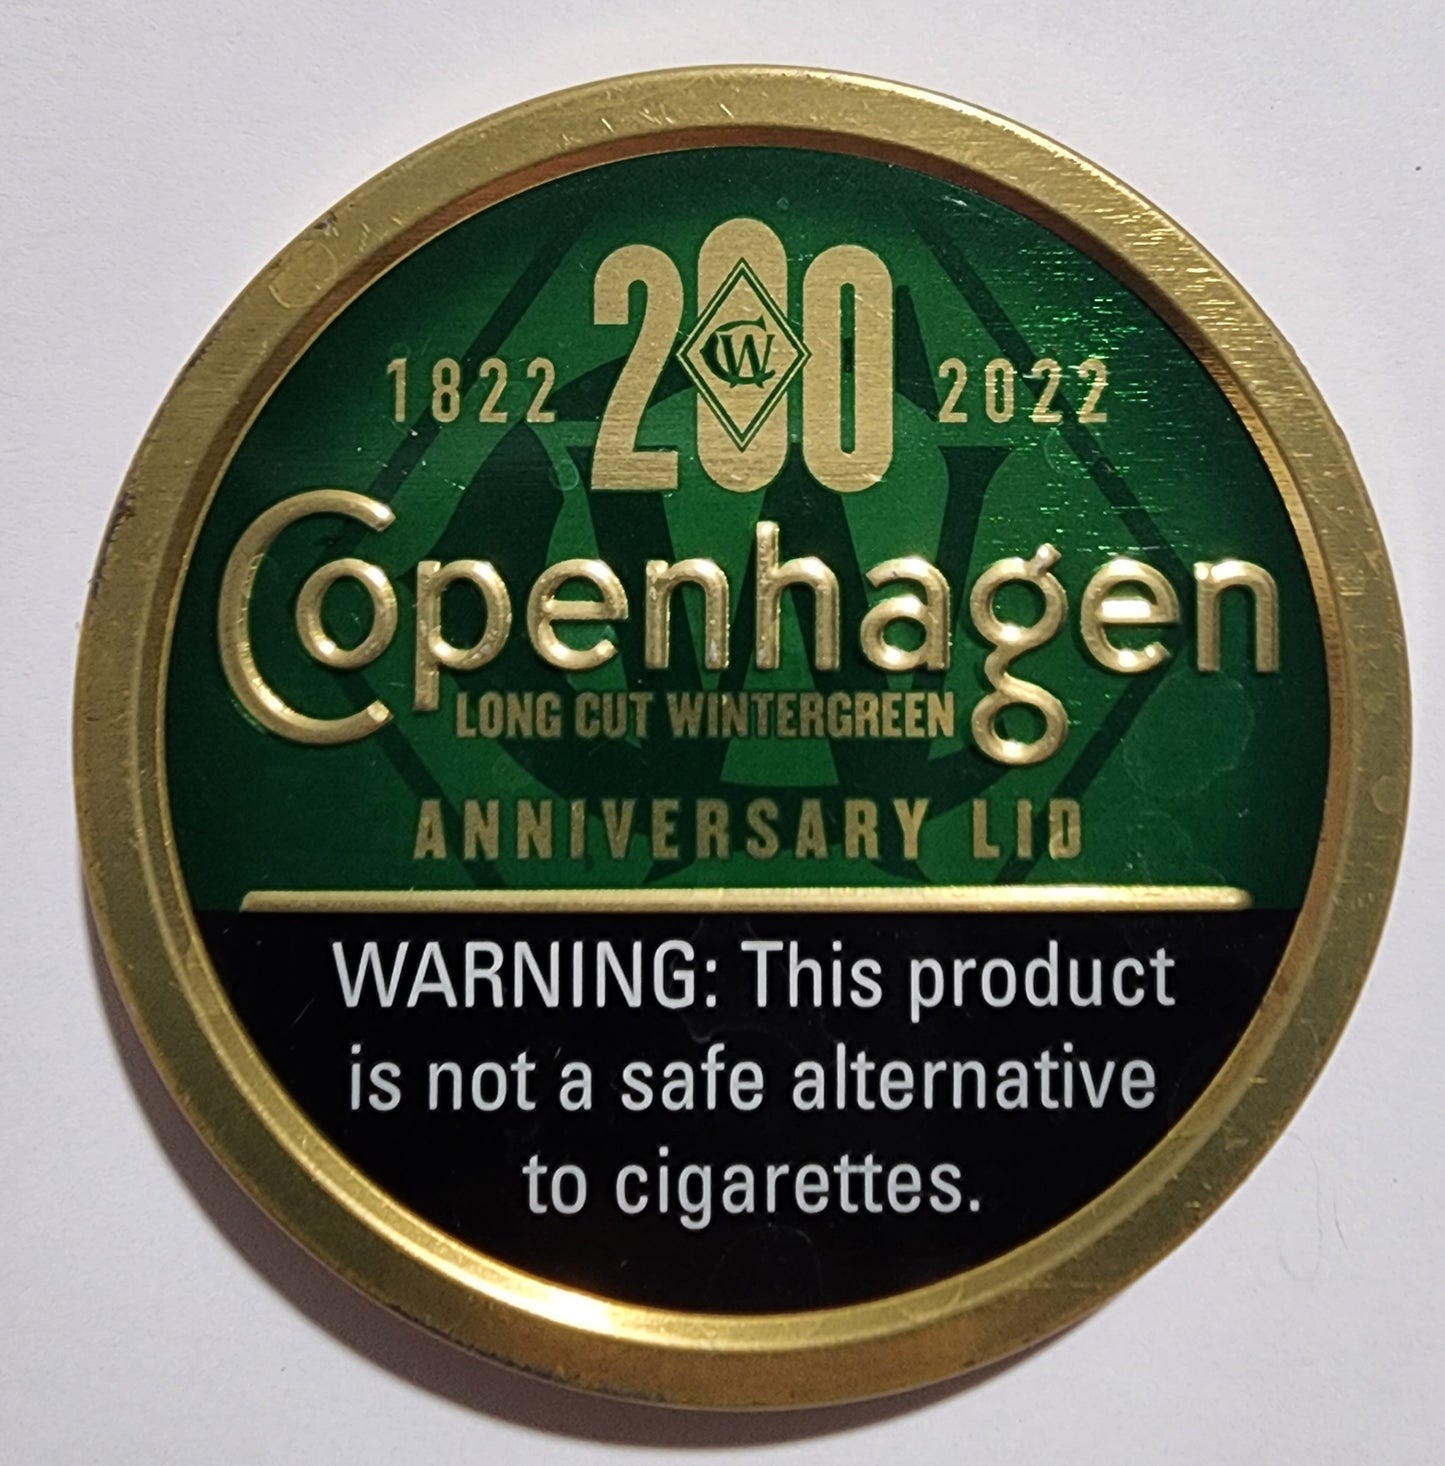 1822 200 2022
CW
Copenhagen
LONG CUT WINTERGREEN
ANNIVERSARY LID
WARNING: This product
is not a safe alternative
to cigarettes.